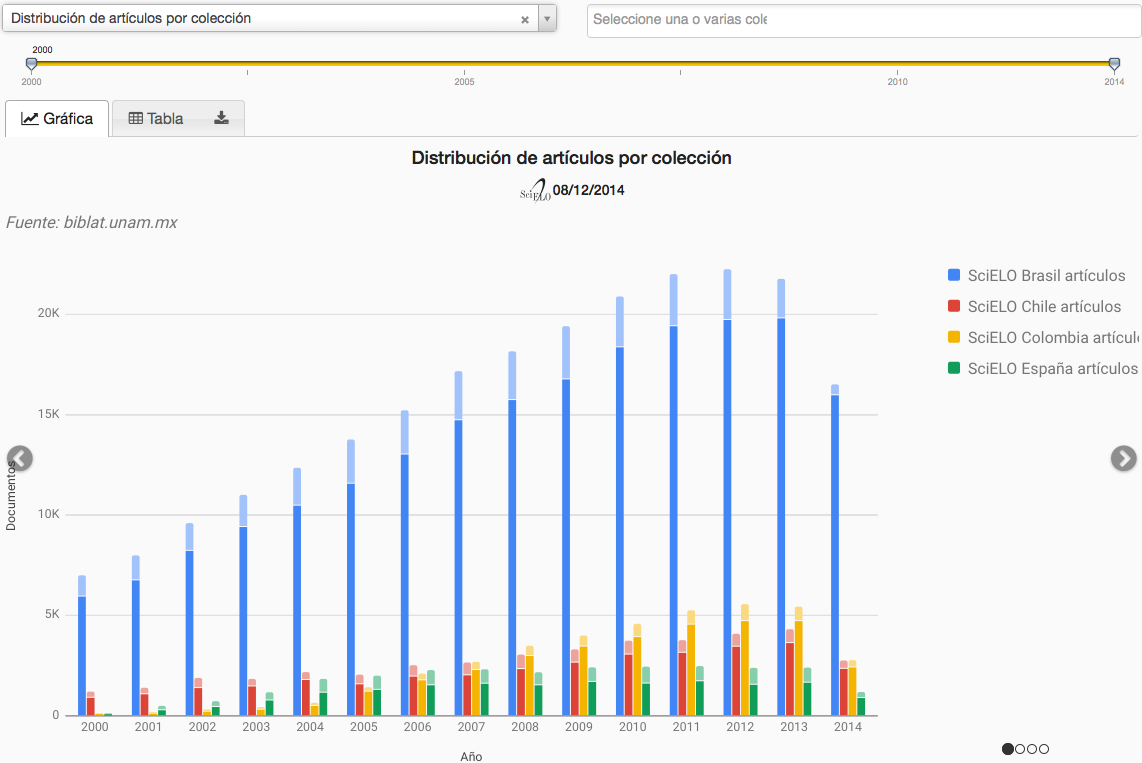 Distribución de artículos por colección
Seleccione una o varias cole
2000
2000 2005 2010 2014
Gráfica Tabla
Distribución de artículos por colección
SciELO 08/12/2014
Fuente: biblat.unam.mx
SciELO Brasil artículos
SciELO Chile artículos
SciELO Colombia artícul
SciELO España artículos
20K
15K
10K
5K
0
Documentos
2000 2001 2002 2003 2004 2005 2006 2007 2008 2009 2010 2011 2012 2013 2014
Año